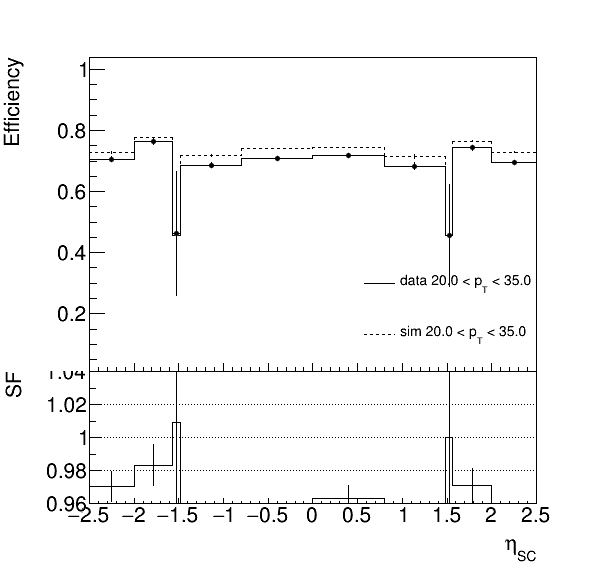 Efficiency
1
0.8
0.6
0.4
0.2
data 20.0 < p_T < 35.0
sim 20.0 < p_T < 35.0
SF
1.04
1.02
1
0.98
0.96
−2.5 −2 −1.5 −1 −0.5 0 0.5 1 1.5 2 2.5
η_SC